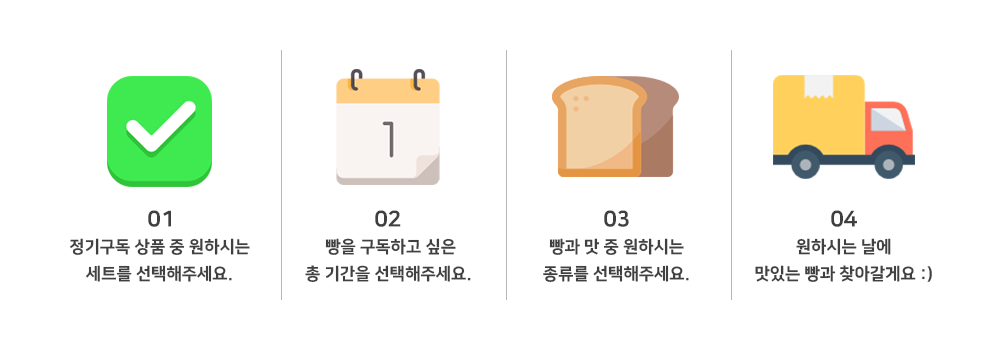 1
01
정기구독 상품 중 원하시는
세트를 선택해주세요.
02
빵을 구독하고 싶은
총 기간을 선택해주세요.
03
빵과 맛 중 원하시는
종류를 선택해주세요.
04
원하시는 날에
맛있는 빵과 찾아갈게요 :)